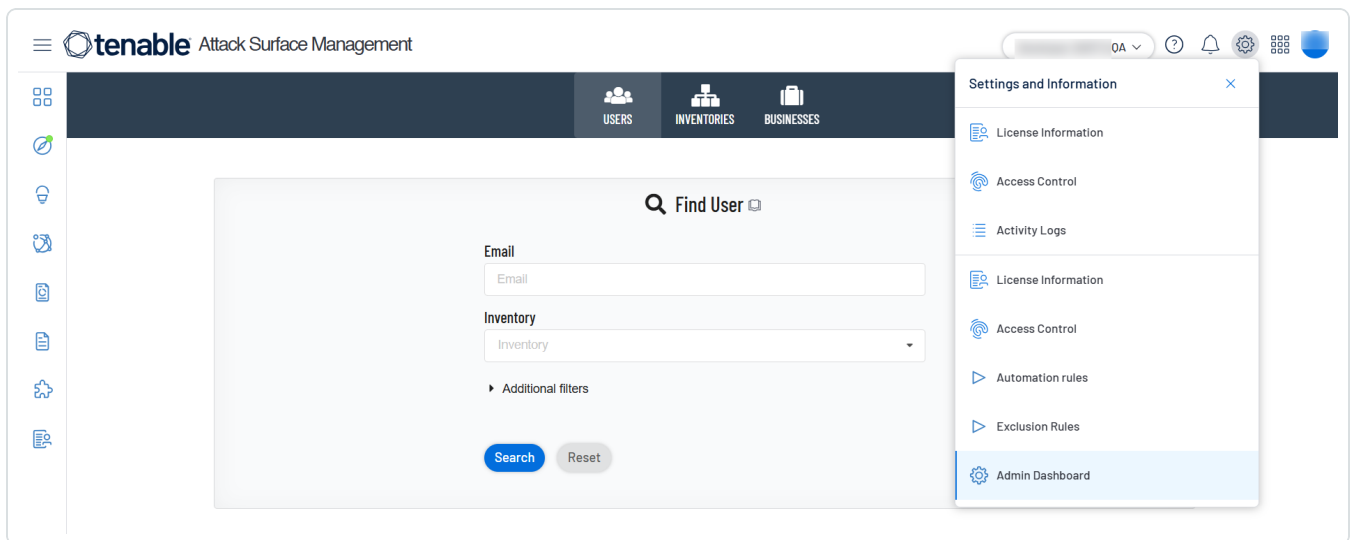 tenable Attack Surface Management
QA
USERS
INVENTORIES
BUSINESSES
Find User
Email
Email
Inventory
Inventory
Additional filters
Search
Reset
Settings and Information
License Information
Access Control
Activity Logs
License Information
Access Control
Automation rules
Exclusion Rules
Admin Dashboard